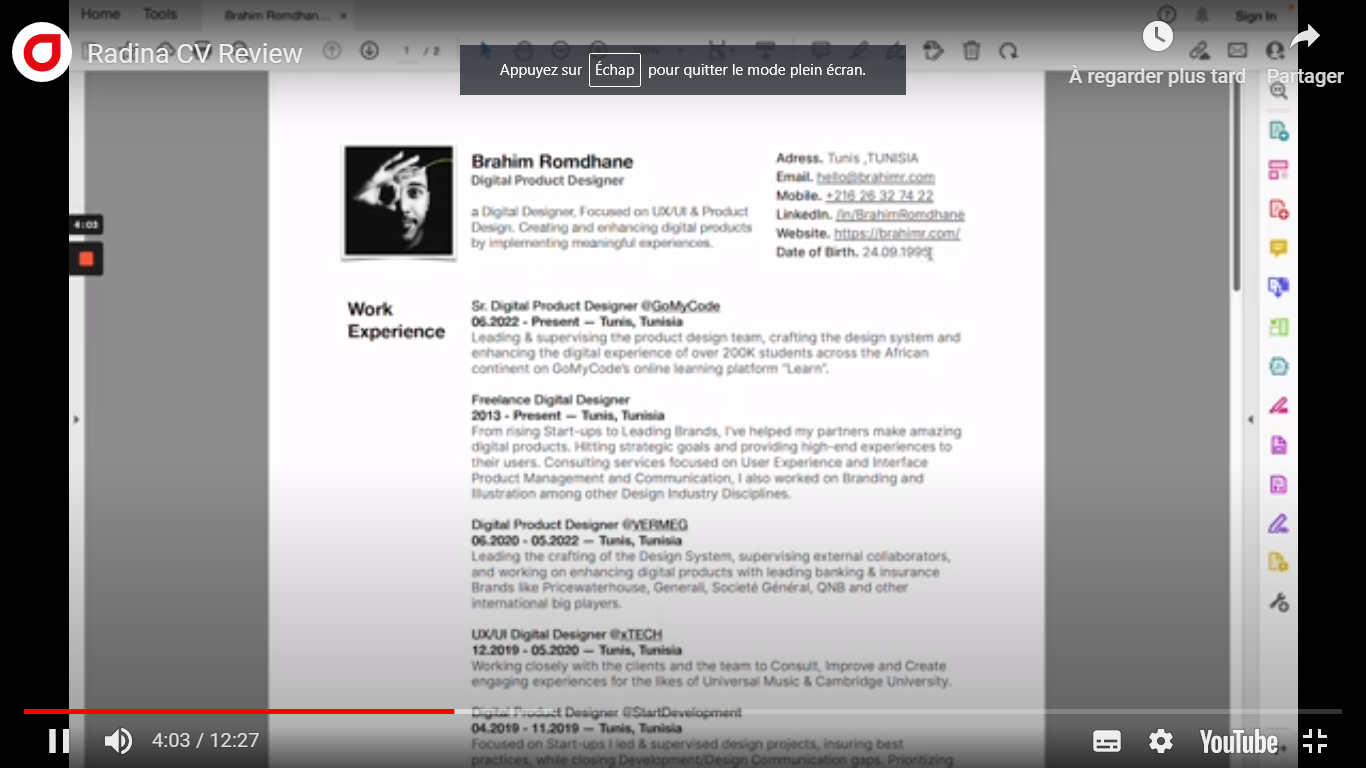 Home Tools Brahim Romdhan... × Sign In
1 / 2
Radina CV Review
Appuyez sur Échap pour quitter le mode plein écran.
À regarder plus tard Partager
Brahim Romdhane
Digital Product Designer
a Digital Designer, Focused on UX/UI & Product
Design. Creating and enhancing digital products
by implementing meaningful experiences.
Adress. Tunis ,TUNISIA
Email. hello@brahimr.com
Mobile. +216 26 32 74 22
LinkedIn. /in/BrahimRomdhane
Website. https://brahimr.com/
Date of Birth. 24.09.1995
4:03
Work
Experience
Sr. Digital Product Designer @GoMyCode
06.2022 - Present — Tunis, Tunisia
Leading & supervising the product design team, crafting the design system and
enhancing the digital experience of over 200K students across the African
continent on GoMyCode's online learning platform "Learn".
Freelance Digital Designer
2013 - Present — Tunis, Tunisia
From rising Start-ups to Leading Brands, I've helped my partners make amazing
digital products. Hitting strategic goals and providing high-end experiences to
their users. Consulting services focused on User Experience and Interface
Product Management and Communication, I also worked on Branding and
Illustration among other Design Industry Disciplines.
Digital Product Designer @VERMEG
06.2020 - 05.2022 — Tunis, Tunisia
Leading the crafting of the Design System, supervising external collaborators,
and working on enhancing digital products with leading banking & insurance
Brands like Pricewaterhouse, Generali, Societé Général, QNB and other
international big players.
UX/UI Digital Designer @xTECH
12.2019 - 05.2020 — Tunis, Tunisia
Working closely with the clients and the team to Consult, Improve and Create
engaging experiences for the likes of Universal Music & Cambridge University.
Digital Product Designer @StartDevelopment
04.2019 - 11.2019 — Tunis, Tunisia
Focused on Start-ups I led & supervised design projects, insuring best
practices, while closing Development/Design Communication gaps. Prioritizing
4:03 / 12:27
YouTube